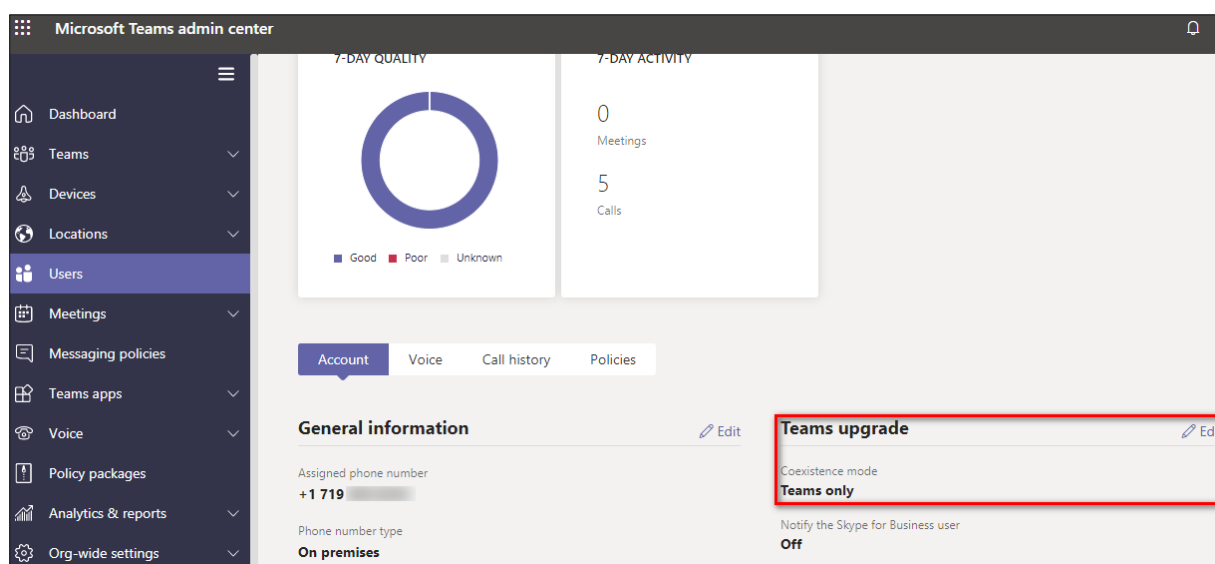 Microsoft Teams admin center
Dashboard
Teams
Devices
Locations
Users
Meetings
Messaging policies
Teams apps
Voice
Policy packages
Analytics & reports
Org-wide settings
7-DAY QUALITY
Good Poor Unknown
7-DAY ACTIVITY
0
Meetings
5
Calls
Account Voice Call history Policies
General information Edit
Assigned phone number
+1 719
Phone number type
On premises
Teams upgrade Ed
Coexistence mode
Teams only
Notify the Skype for Business user
Off